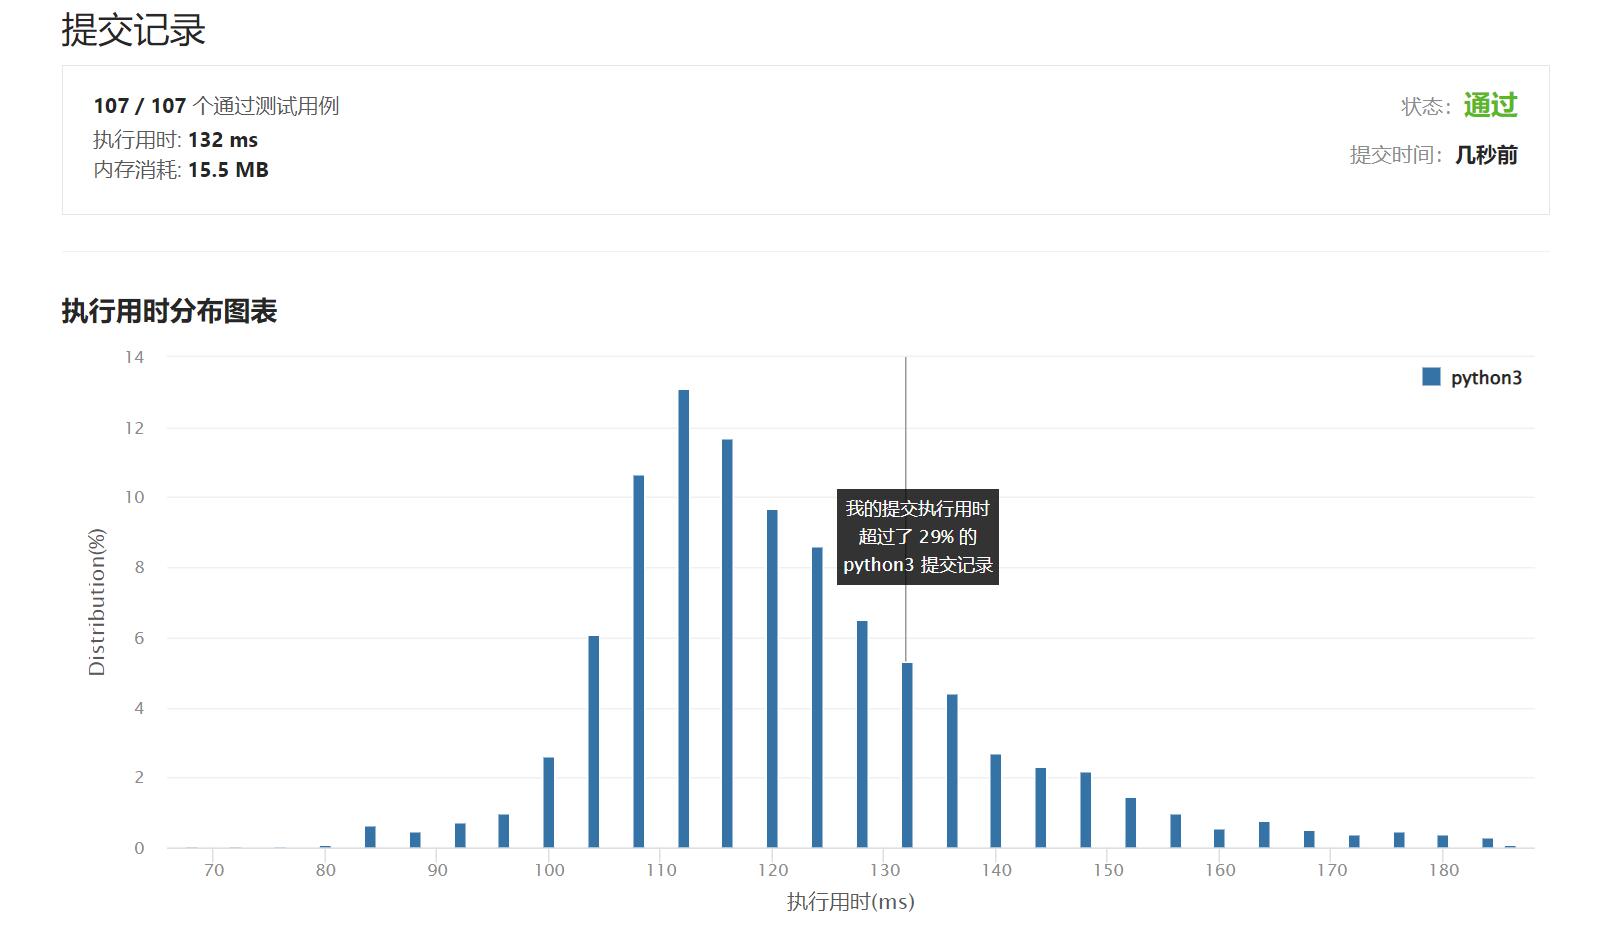 提交记录
107 / 107 个通过测试用例
状态：通过
执行用时: 132 ms
提交时间：几秒前
内存消耗: 15.5 MB
执行用时分布图表
14
python3
12
10
我的提交执行用时
超过了 29% 的
python3 提交记录
8
6
4
2
0
Distribution(%)
70 80 90 100 110 120 130 140 150 160 170 180
执行用时(ms)